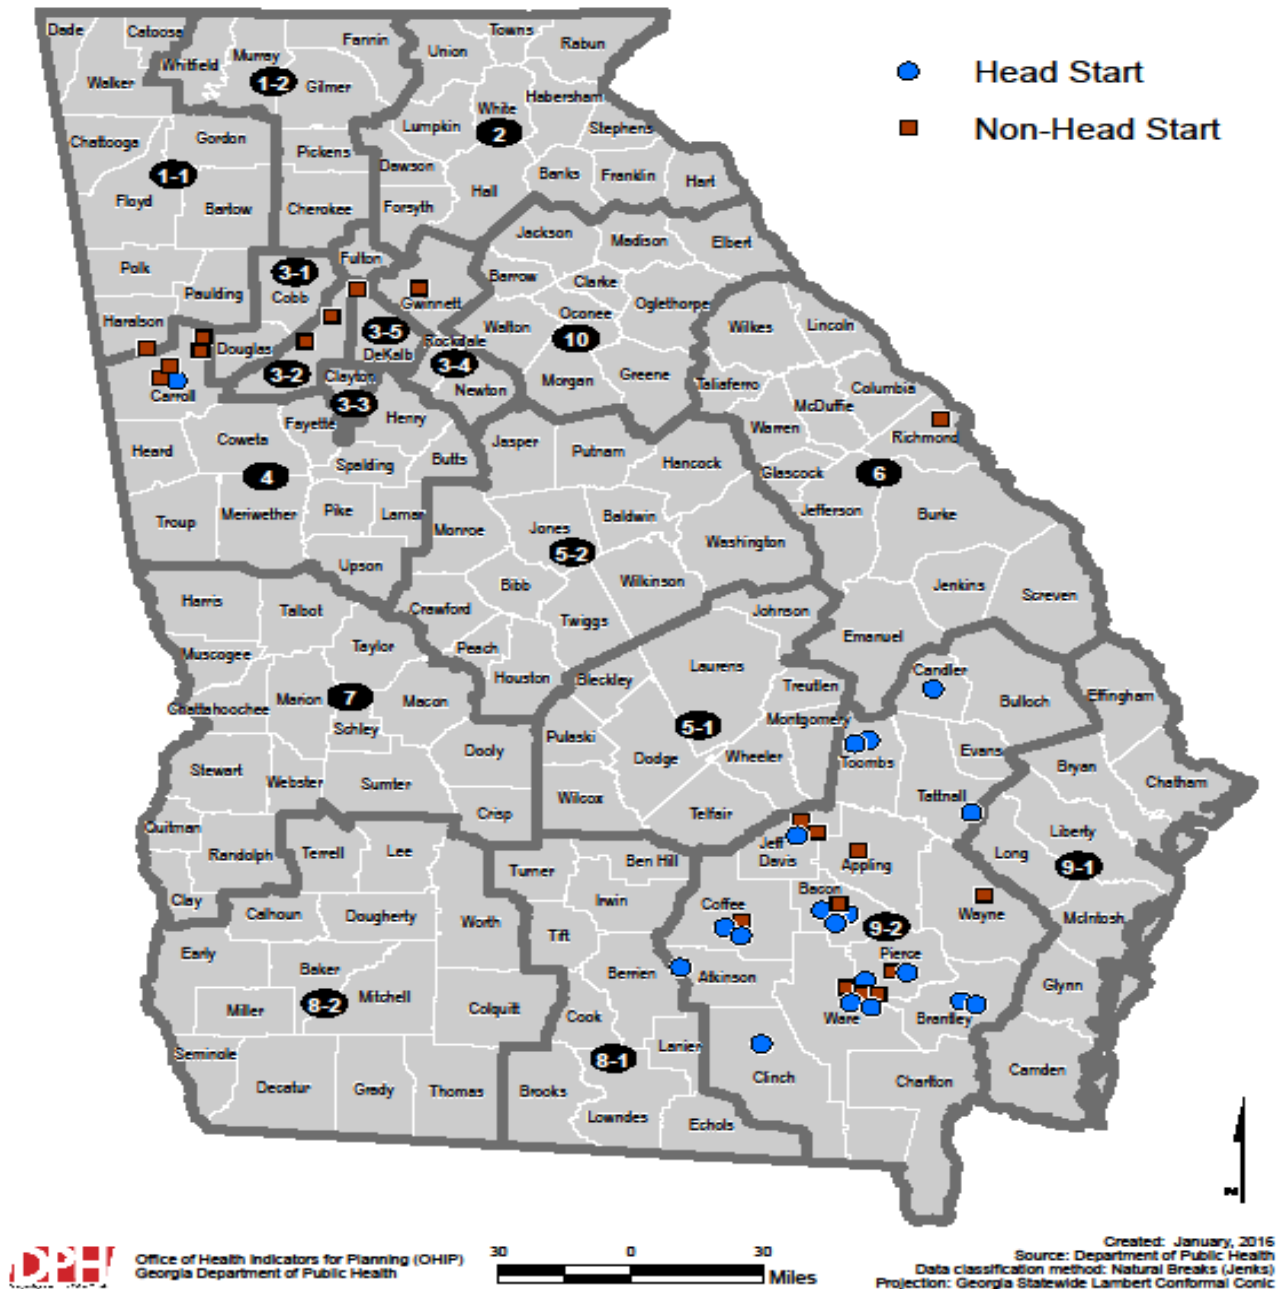 Head Start
Non-Head Start
Dade
Catoosa
Fannin
Towns
Rabun
Union
Murray
Whitfield
Walker
1-2
Gilmer
Habersham
White
2
Lumpkin
Stephens
Chattooga
Gordon
Pickens
Dawson
1-1
Banks
Franklin
Hart
Floyd
Bartow
Cherokee
Forsyth
Hall
Jackson
Madison
Elbert
Fulton
Polk
3-1
Cobb
Barrow
Clarke
Paulding
Gwinnett
Oglethorpe
Oconee
Haralson
Douglas
3-5
DeKalb
Rockdale
Walton
10
Wilkes
Lincoln
3-2
Clayton
3-4
Newton
Morgan
Greene
Taliaferro
Columbia
Carroll
3-3
McDuffie
Fayette
Henry
Warren
Richmond
Heard
Coweta
Jasper
Putnam
Spalding
Butts
Hancock
Glascock
6
4
Troup
Meriwether
Pike
Lamar
Jefferson
Burke
Monroe
Jones
Baldwin
5-2
Washington
Upson
Bibb
Wilkinson
Jenkins
Screven
Harris
Talbot
Crawford
Twiggs
Johnson
Emanuel
Muscogee
Taylor
Peach
Houston
Bleckley
Laurens
Treutlen
Candler
Bulloch
Effingham
Chattahoochee
Marion
7
Macon
Schley
Montgomery
5-1
Pulaski
Dooly
Dodge
Wheeler
Toombs
Evans
Bryan
Stewart
Webster
Sumter
Chatham
Tattnall
Wilcox
Telfair
Crisp
Quitman
Randolph
Terrell
Lee
Liberty
Jeff
Davis
Long
9-1
Ben Hill
Appling
Turner
Clay
Calhoun
Dougherty
Worth
Irwin
Coffee
Bacon
Wayne
McIntosh
9-2
Tift
Early
Pierce
Baker
Berrien
Atkinson
Glynn
Miller
8-2
Mitchell
Colquitt
Cook
Ware
Brantley
Seminole
Lanier
8-1
Clinch
Camden
Decatur
Grady
Thomas
Brooks
Charlton
Lowndes
Echols
N
DPH
Office of Health Indicators for Planning (OHIP)
Georgia Department of Public Health
30 0 30
Miles
Created: January, 2016
Source: Department of Public Health
Data classification method: Natural Breaks (Jenks)
Projection: Georgia Statewide Lambert Conformal Conic